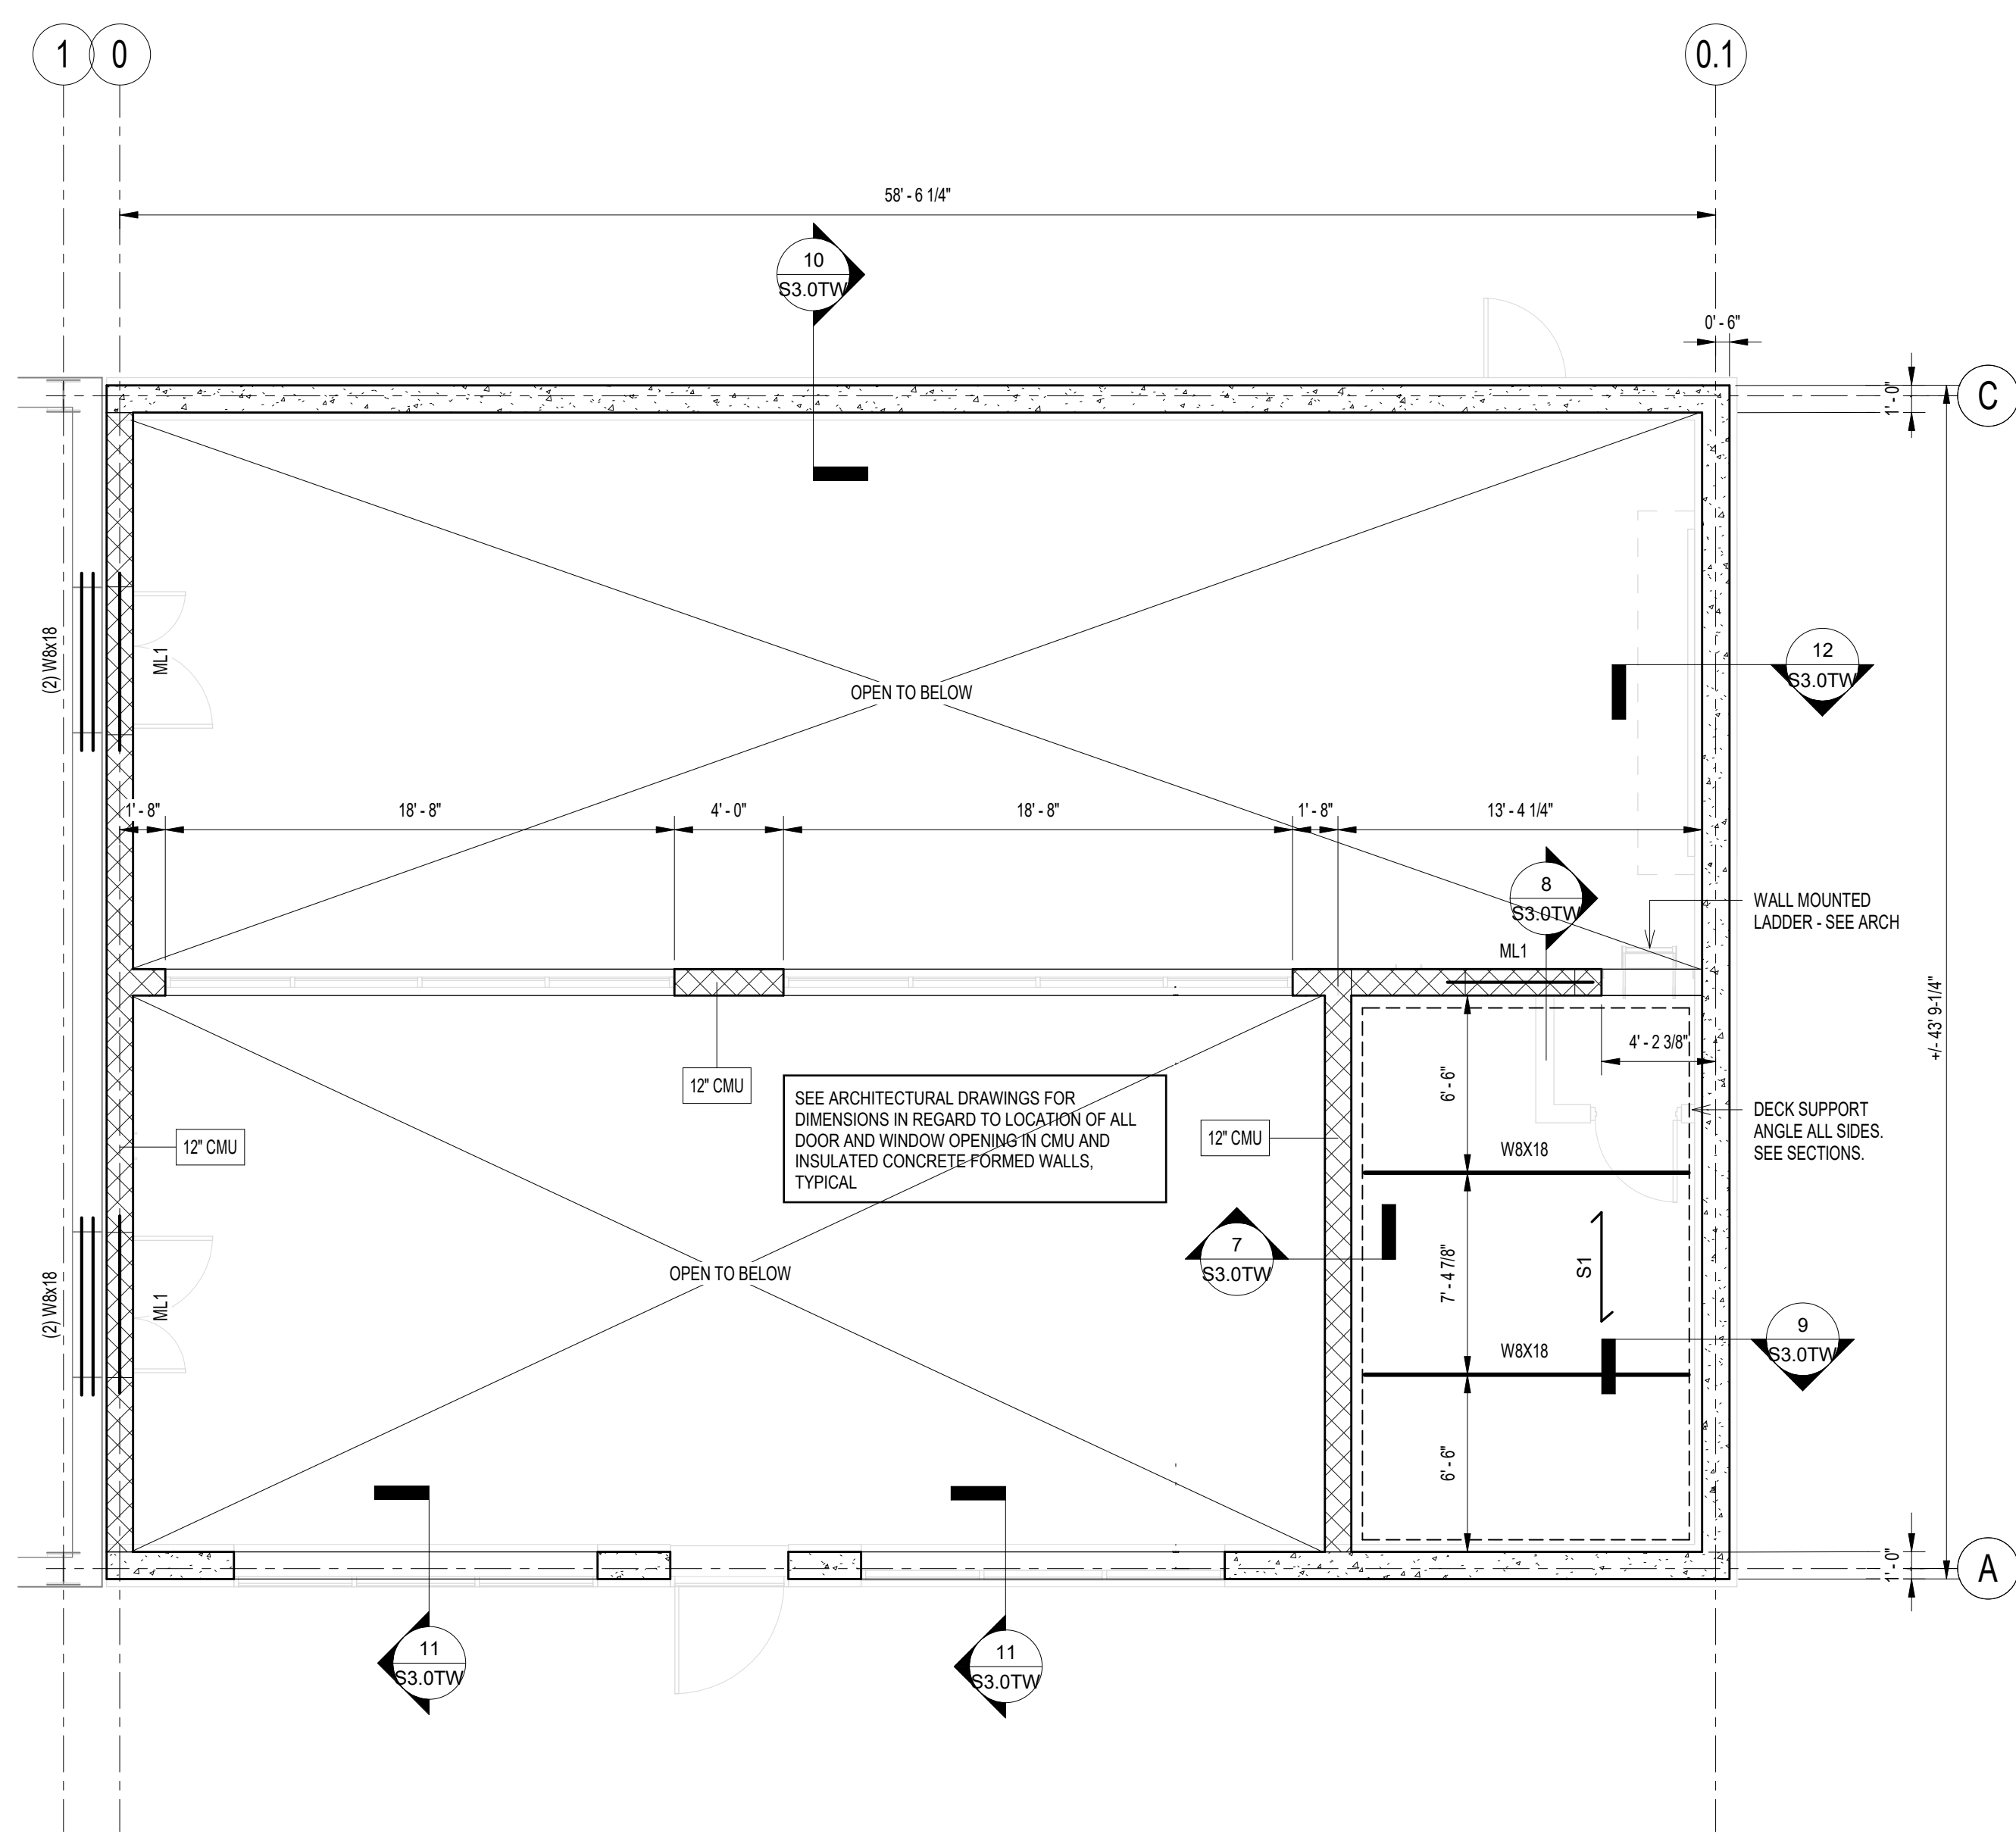 1
0
0.1
58' - 6 1/4"
10
S3.0TW
0' - 6"
1' - 0"
C
(2) W8x18
ML1
OPEN TO BELOW
12
S3.0TW
1' - 8"
18' - 8"
4' - 0"
18' - 8"
1' - 8"
13' - 4 1/4"
8
S3.0TW
ML1
WALL MOUNTED
LADDER - SEE ARCH
+/- 43' 9-1/4"
4' - 2 3/8"
6' - 6"
12" CMU
12" CMU
12" CMU
SEE ARCHITECTURAL DRAWINGS FOR
DIMENSIONS IN REGARD TO LOCATION OF ALL
DOOR AND WINDOW OPENING IN CMU AND
INSULATED CONCRETE FORMED WALLS,
TYPICAL
DECK SUPPORT
ANGLE ALL SIDES.
SEE SECTIONS.
W8X18
7
S3.0TW
7' - 4 7/8"
S1
OPEN TO BELOW
(2) W8x18
ML1
W8X18
9
S3.0TW
6' - 6"
1' - 0"
A
11
S3.0TW
11
S3.0TW